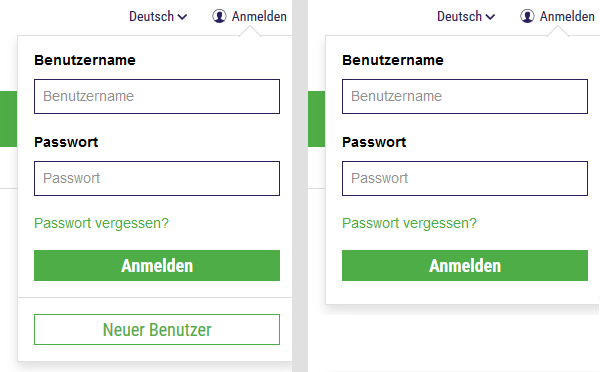 Deutsch Anmelden
Benutzername
Benutzername
Passwort
Passwort
Passwort vergessen?
Anmelden
Neuer Benutzer
Deutsch Anmelden
Benutzername
Benutzername
Passwort
Passwort
Passwort vergessen?
Anmelden